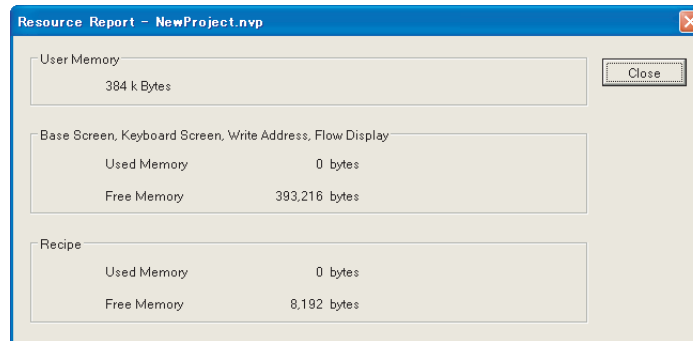 Resource Report - NewProject.nvp
User Memory
384 k Bytes
Close
Base Screen, Keyboard Screen, Write Address, Flow Display
Used Memory 0 bytes
Free Memory 393,216 bytes
Recipe
Used Memory 0 bytes
Free Memory 8,192 bytes